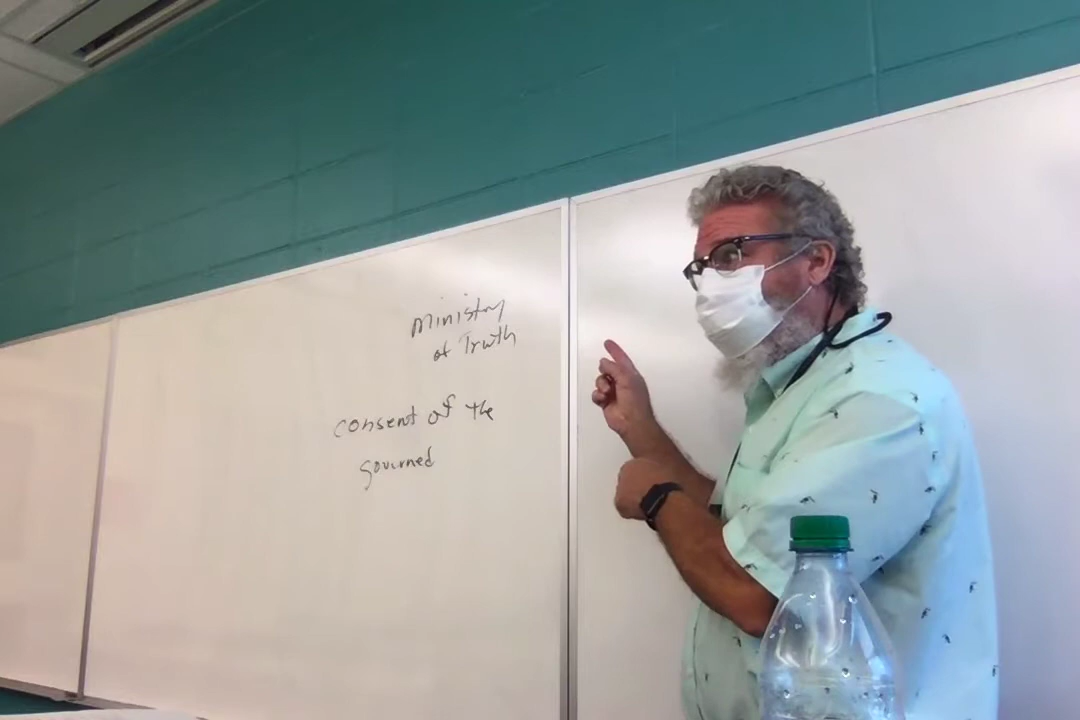 Ministry
of Truth
consent of the
governed